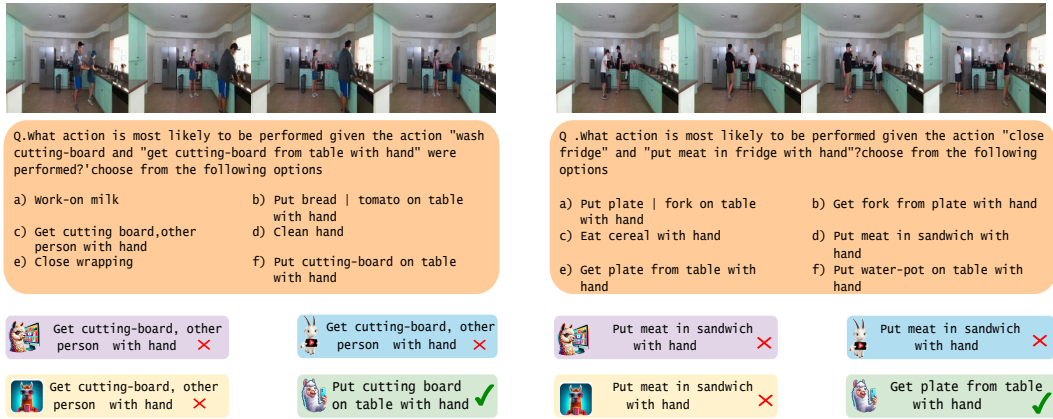 Q.What action is most likely to be performed given the action "wash
cutting-board and "get cutting-board from table with hand" were
performed?'choose from the following options
a) Work-on milk
b) Put bread | tomato on table
with hand
c) Get cutting board,other
person with hand
d) Clean hand
e) Close wrapping
f) Put cutting-board on table
with hand
Get cutting-board, other
person with hand
Get cutting-board, other
person with hand
Get cutting-board, other
person with hand
Put cutting board
on table with hand
Q .What action is most likely to be performed given the action "close
fridge" and "put meat in fridge with hand"?choose from the following
options
a) Put plate | fork on table
with hand
b) Get fork from plate with hand
c) Eat cereal with hand
d) Put meat in sandwich with
hand
e) Get plate from table with
hand
f) Put water-pot on table with
hand
Put meat in sandwich
with hand
Put meat in sandwich
with hand
Put meat in sandwich
with hand
Get plate from table
with hand